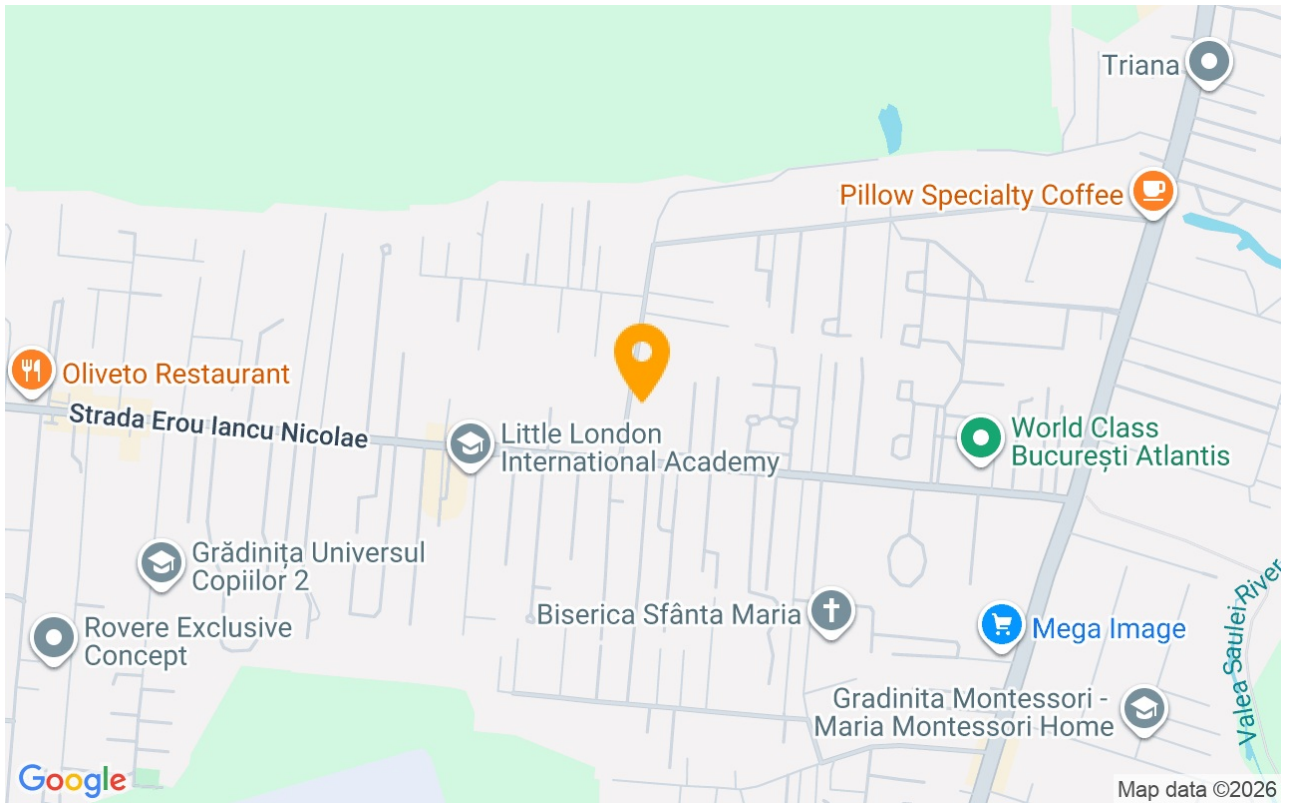 Triana
Pillow Specialty Coffee
Oliveto Restaurant
Strada Erou Iancu Nicolae
Little London
International Academy
World Class
București Atlantis
Grădinița Universul
Copiilor 2
Biserica Sfânta Maria
Rovere Exclusive
Concept
Mega Image
Valea Saulei River
Gradinita Montessori -
Maria Montessori Home
Google
Map data ©2026